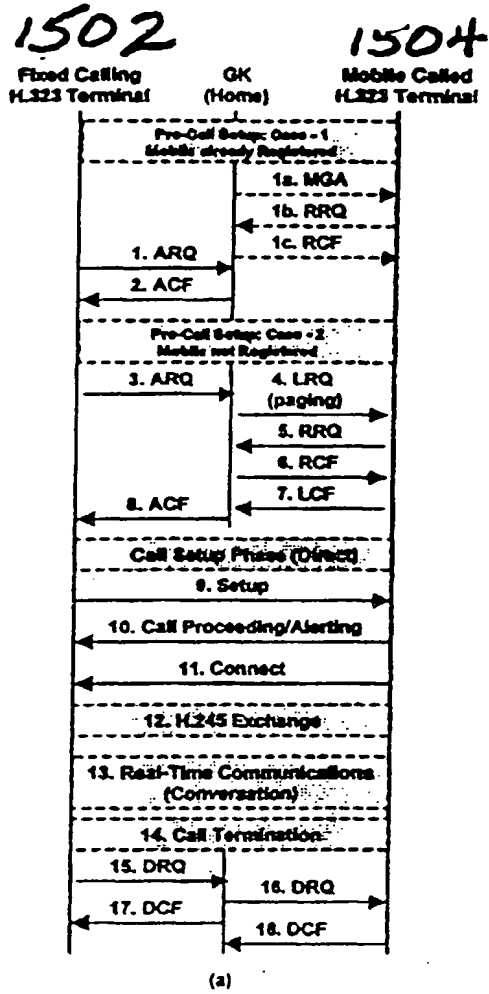 1502
1504
Fixed Calling
H.323 Terminal
GK
(Home)
Mobile Called
H.323 Terminal
Pre-Call Setup: Case - 1
Mobile already Registered
1a. MGA
1b. RRQ
1c. RCF
1. ARQ
2. ACF
Pre-Call Setup: Case - 2
Mobile not Registered
3. ARQ
4. LRQ
(paging)
5. RRQ
6. RCF
7. LCF
8. ACF
Call Setup Phase (Direct)
9. Setup
10. Call Proceeding/Alerting
11. Connect
12. H.245 Exchange
13. Real-Time Communications
(Conversation)
14. Call Termination
15. DRQ
16. DRQ
17. DCF
18. DCF
(a)